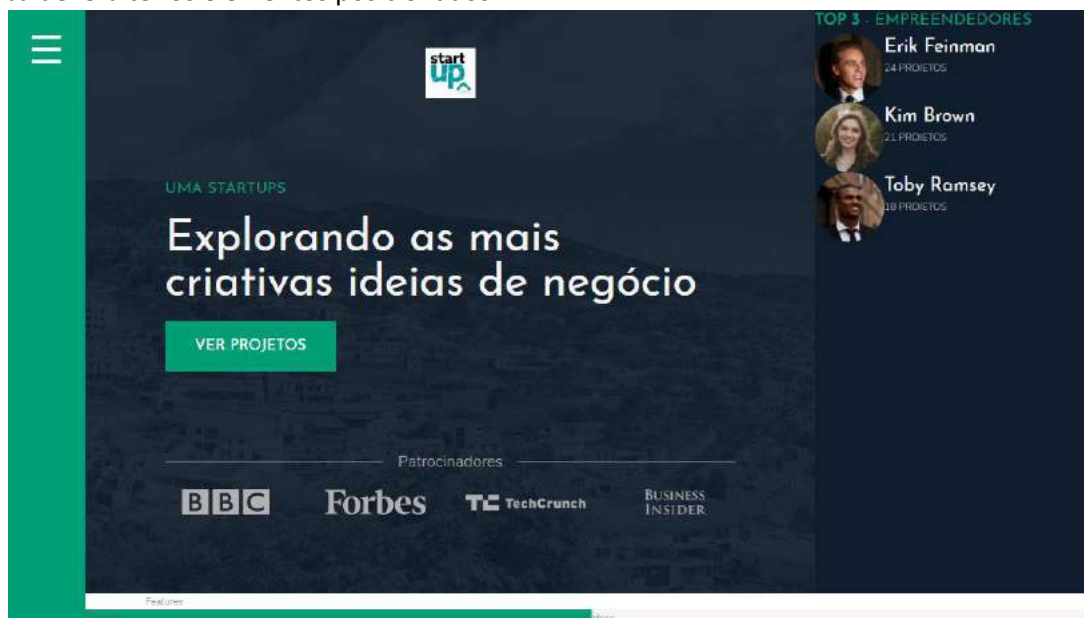 TOP 3 - EMPREENDEDORES
Erik Feinman
24 PROJETOS
Kim Brown
21 PROJETOS
Toby Ramsey
18 PROJETOS
start
up
UMA STARTUPS
Explorando as mais
criativas ideias de negócio
VER PROJETOS
Patrocinadores
BBC
Forbes
TC TechCrunch
BUSINESS
INSIDER
Features